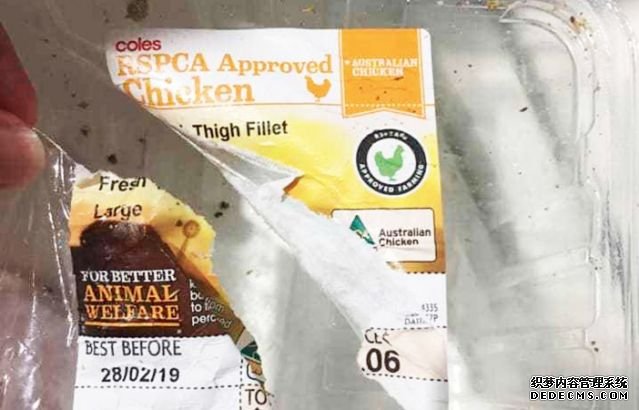 coles
RSPCA Approved
Chicken
AUSTRALIAN
CHICKEN
Thigh Fillet
APPROVED FARMING
Fresh
Large
Australian
Chicken
FOR BETTER
ANIMAL
WELFARE
BEST BEFORE
28/02/19
06
TO
织梦内容管理系统
DEDECMS.COM